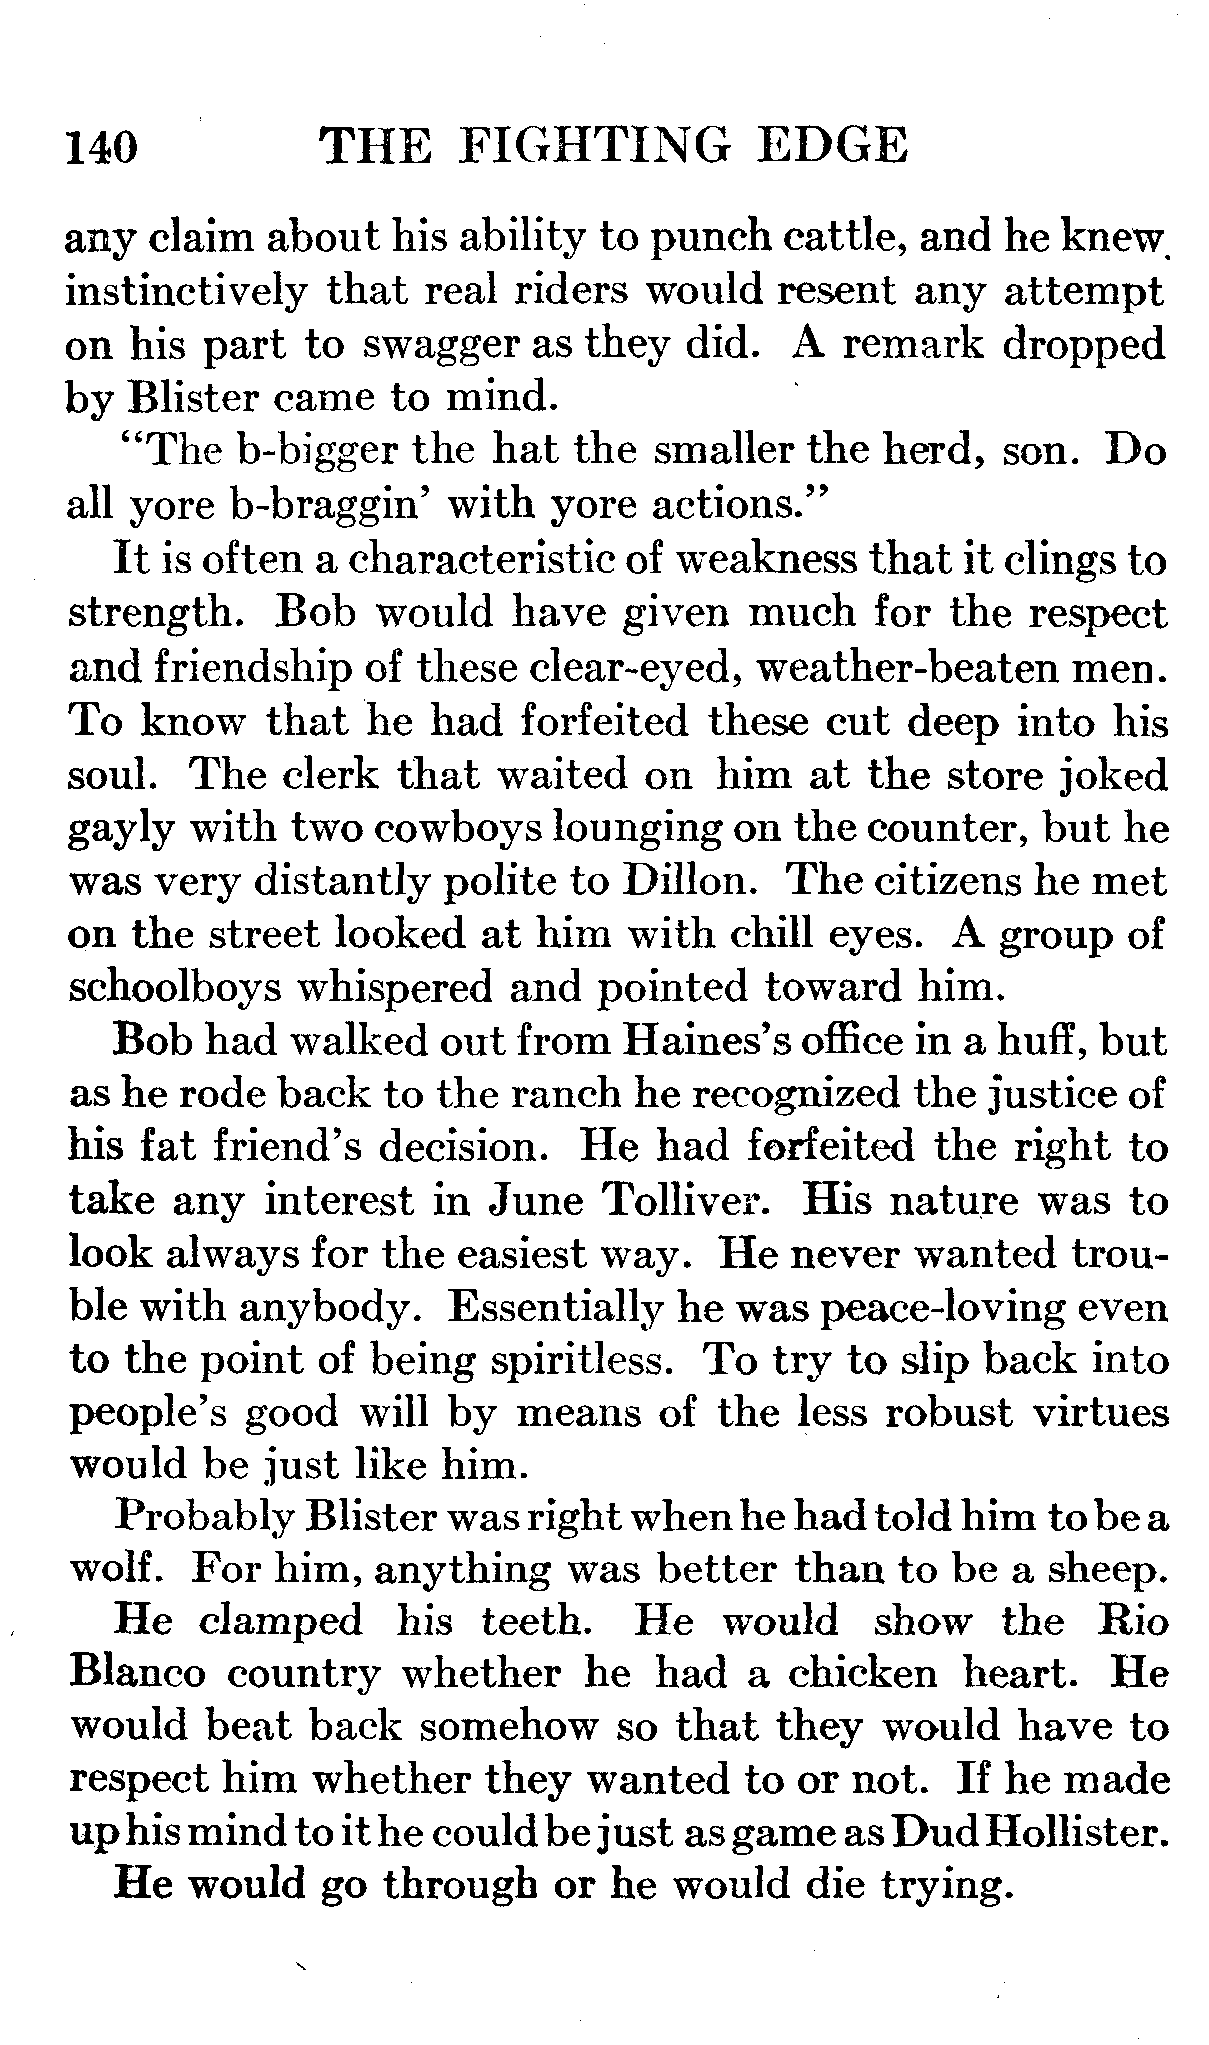 140 THE FIGHTING EDGE
any claim about his ability to punch cattle, and he knew
instinctively that real riders would resent any attempt
on his part to swagger as they did. A remark dropped
by Blister came to mind.
“The b-bigger the hat the smaller the herd, son. Do
all yore b-braggin’ with yore actions.”
It is often a characteristic of weakness that it clings to
strength. Bob would have given much for the respect
and friendship of these clear-eyed, weather-beaten men.
To know that he had forfeited these cut deep into his
soul. The clerk that waited on him at the store joked
gayly with two cowboys lounging on the counter, but he
was very distantly polite to Dillon. The citizens he met
on the street looked at him with chill eyes. A group of
schoolboys whispered and pointed toward him.
Bob had walked out from Haines’s office in a huff, but
as he rode back to the ranch he recognized the justice of
his fat friend’s decision. He had forfeited the right to
take any interest in June Tolliver. His nature was to
look always for the easiest way. He never wanted trou-
ble with anybody. Essentially he was peace-loving even
to the point of being spiritless. To try to slip back into
people’s good will by means of the less robust virtues
would be just like him.
Probably Blister was right when he had told him to be a
wolf. For him, anything was better than to be a sheep.
He clamped his teeth. He would show the Rio
Blanco country whether he had a chicken heart. He
would beat back somehow so that they would have to
respect him whether they wanted to or not. If he made
up his mind to it he could be just as game as Dud Hollister.
He would go through or he would die trying.